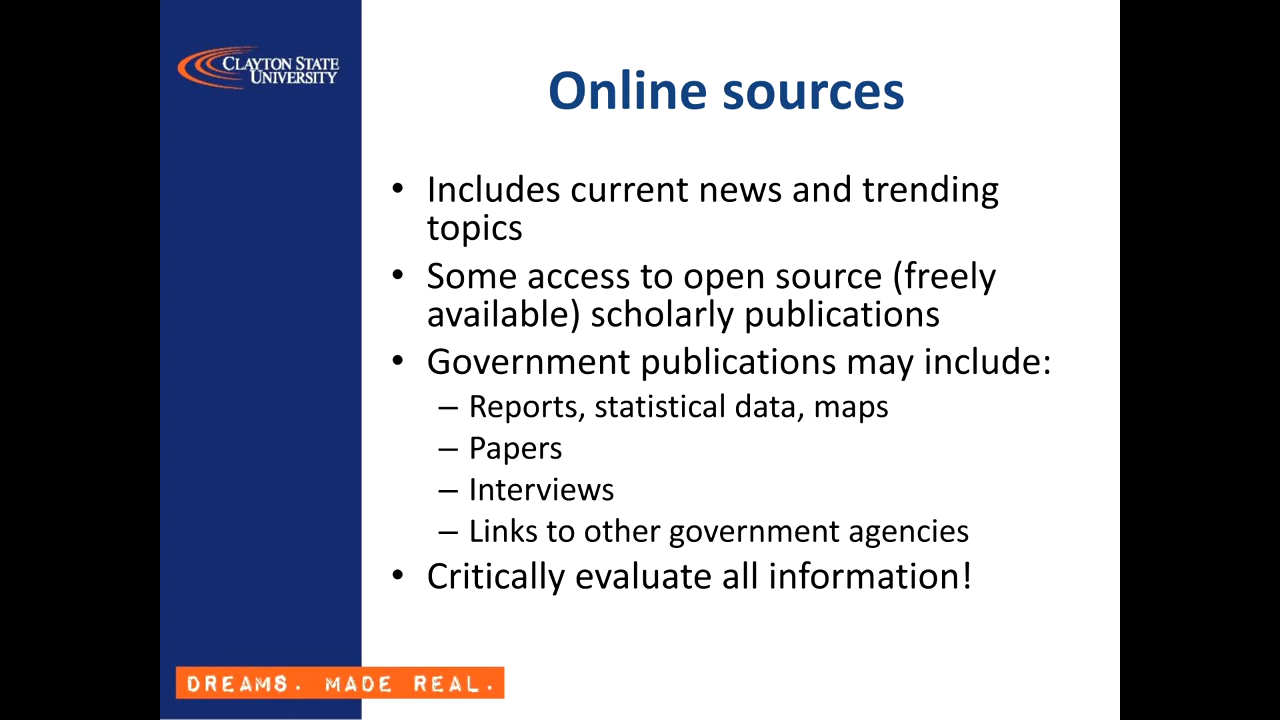 CLAYTON STATE
UNIVERSITY
Online sources
• Includes current news and trending
topics
• Some access to open source (freely
available) scholarly publications
• Government publications may include:
– Reports, statistical data, maps
– Papers
– Interviews
– Links to other government agencies
• Critically evaluate all information!
DREAMS. MADE REAL.